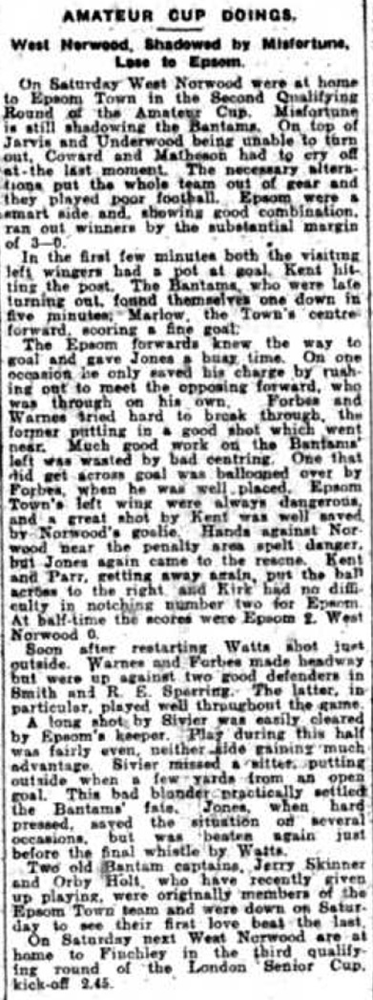 AMATEUR CUP DOINGS.
West Norwood, Shadowed by Misfortune,
Lose to Epsom.
On Saturday West Norwood were at home
to Epsom Town in the Second Qualifying
Round of the Amateur Cup. Misfortune
is still shadowing the Bantams. On top of
Jarvis and Underwood being unable to turn
out, Coward and Matheson had to cry off
at the last moment. The necessary altera-
tions put the whole team out of gear and
they played poor football. Epsom were a
smart side and, showing good combination,
ran out winners by the substantial margin
of 3—0.
In the first few minutes both the visiting
left wingers had a pot at goal, Kent hit-
ting the post. The Bantams, who were late
turning out, found themselves one down in
five minutes, Marlow, the Town's centre-
forward, scoring a fine goal.
The Epsom forwards knew the way to
goal and gave Jones a busy time. On one
occasion he only saved his charge by rush-
ing out to meet the opposing forward, who
was through on his own. Forbes and
Warnes tried hard to break through, the
former putting in a good shot which went
near. Much good work on the Bantams'
left was wasted by bad centring. One that
did get across goal was ballooned over by
Forbes, when he was well placed. Epsom
Town's left wing were always dangerous,
and a great shot by Kent was well saved
by Norwood's goalie. Hands against Nor-
wood near the penalty area spelt danger,
but Jones again came to the rescue. Kent
and Parr, getting away again, put the ball
across to the right and Kirk had no diffi-
culty in notching number two for Epsom.
At half-time the scores were Epsom 2, West
Norwood 0.
Soon after restarting Watts shot just
outside. Warnes and Forbes made headway
but were up against two good defenders in
Smith and R. E. Sperring. The latter, in
particular, played well throughout the game.
A long shot by Sivier was easily cleared
by Epsom's keeper. Play during this half
was fairly even, neither side gaining much
advantage. Sivier missed a sitter, putting
outside when a few yards from an open
goal. This bad blunder practically settled
the Bantams' fate. Jones, when hard
pressed, saved the situation on several
occasions, but was beaten again just
before the final whistle by Watts.
Two old Bantam captains, Jerry Skinner
and Orby Holt, who have recently given
up playing, were originally members of the
Epsom Town team and were down on Satur-
day to see their first love beat the last.
On Saturday next West Norwood are at
home to Finchley in the third qualify-
ing round of the London Senior Cup,
kick-off 2.45.